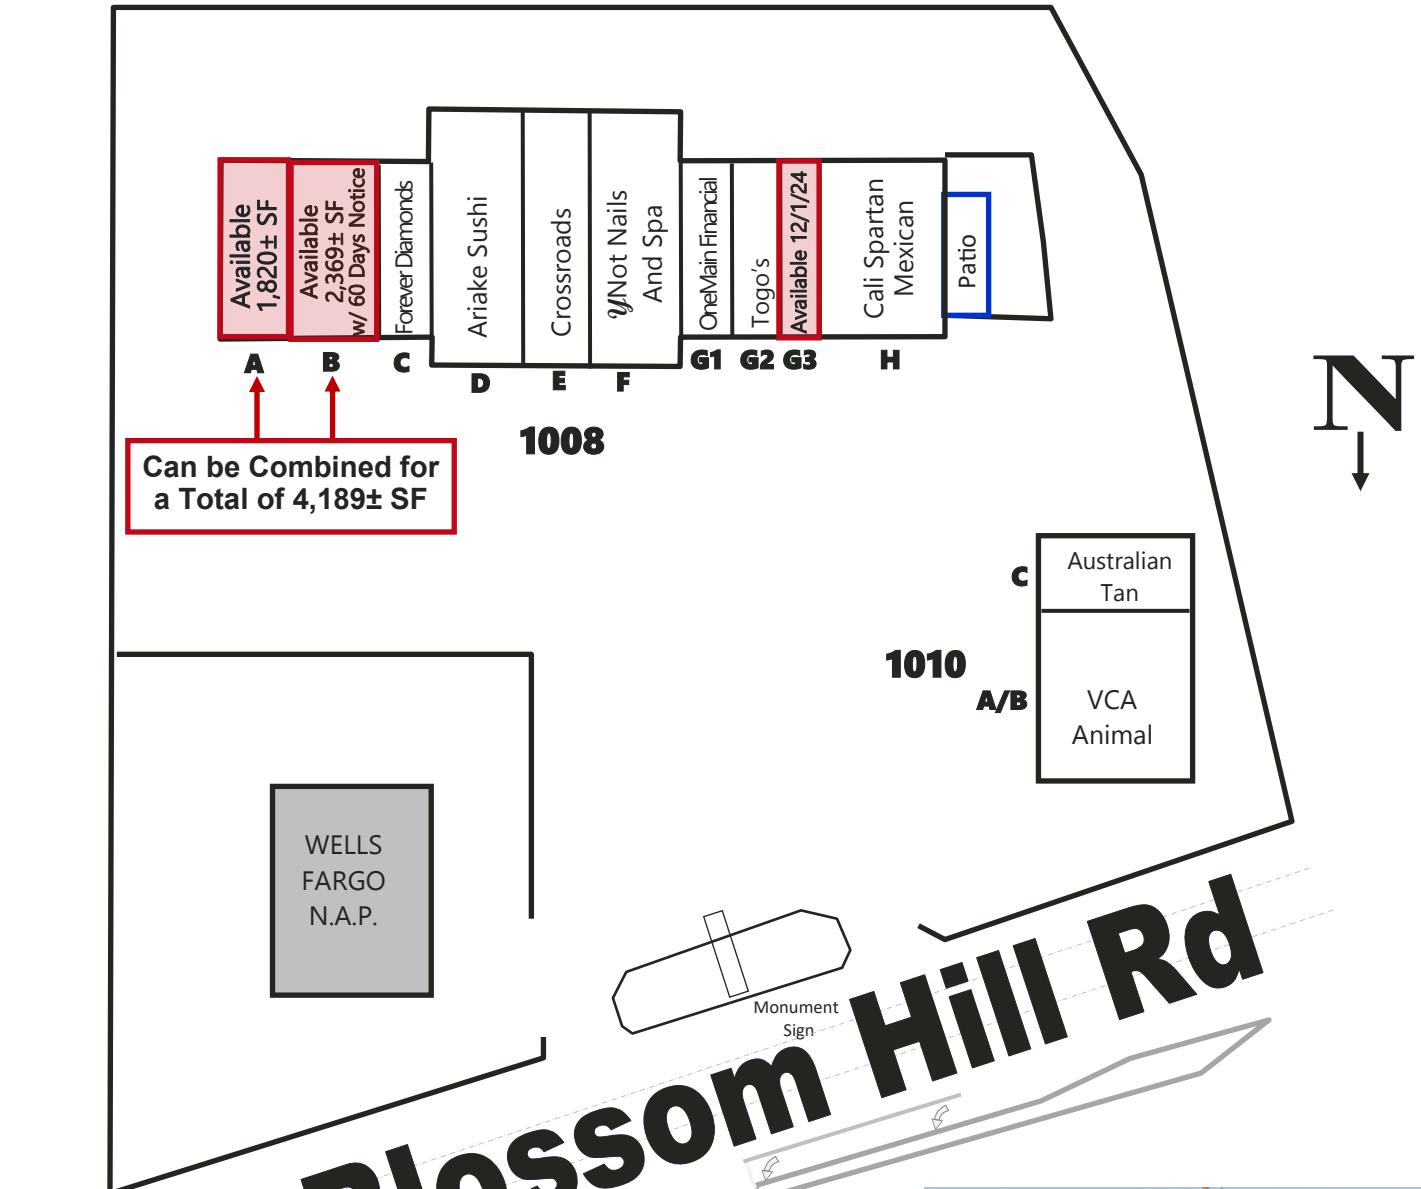 Available
1,820± SF
Available
2,369± SF
w/ 60 Days Notice
Forever Diamonds
Ariake Sushi
Crossroads
yNot Nails
And Spa
OneMain Financial
Togo's
Available 12/1/24
Cali Spartan
Mexican
Patio
A
B
C
D
E
F
G1
G2
G3
H
1008
Can be Combined for
a Total of 4,189± SF
N
C
Australian
Tan
1010
A/B
VCA
Animal
WELLS
FARGO
N.A.P.
Monument
Sign
Blossom Hill Rd